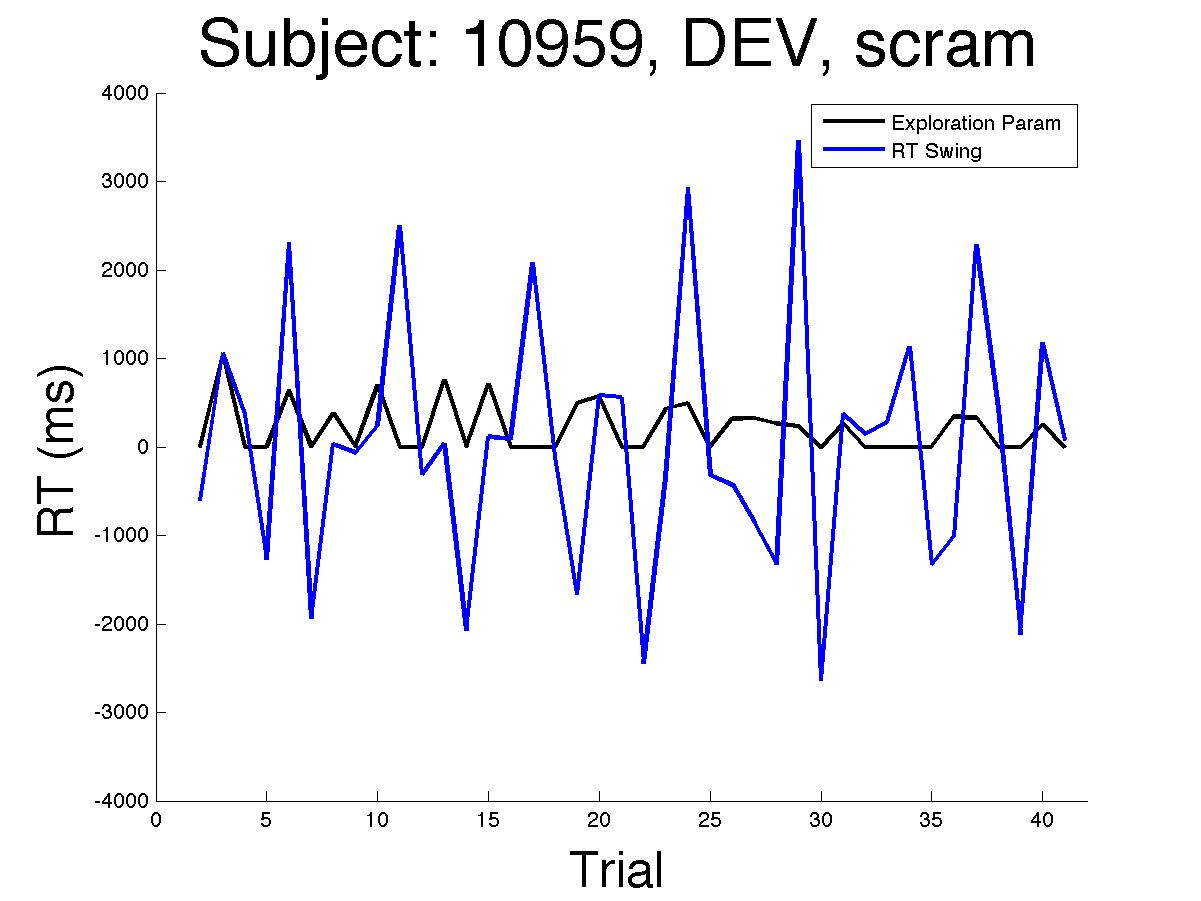 Subject: 10959, DEV, scram
Exploration Param
RT Swing
4000
3000
2000
1000
0
-1000
-2000
-3000
-4000
RT (ms)
0 5 10 15 20 25 30 35 40
Trial